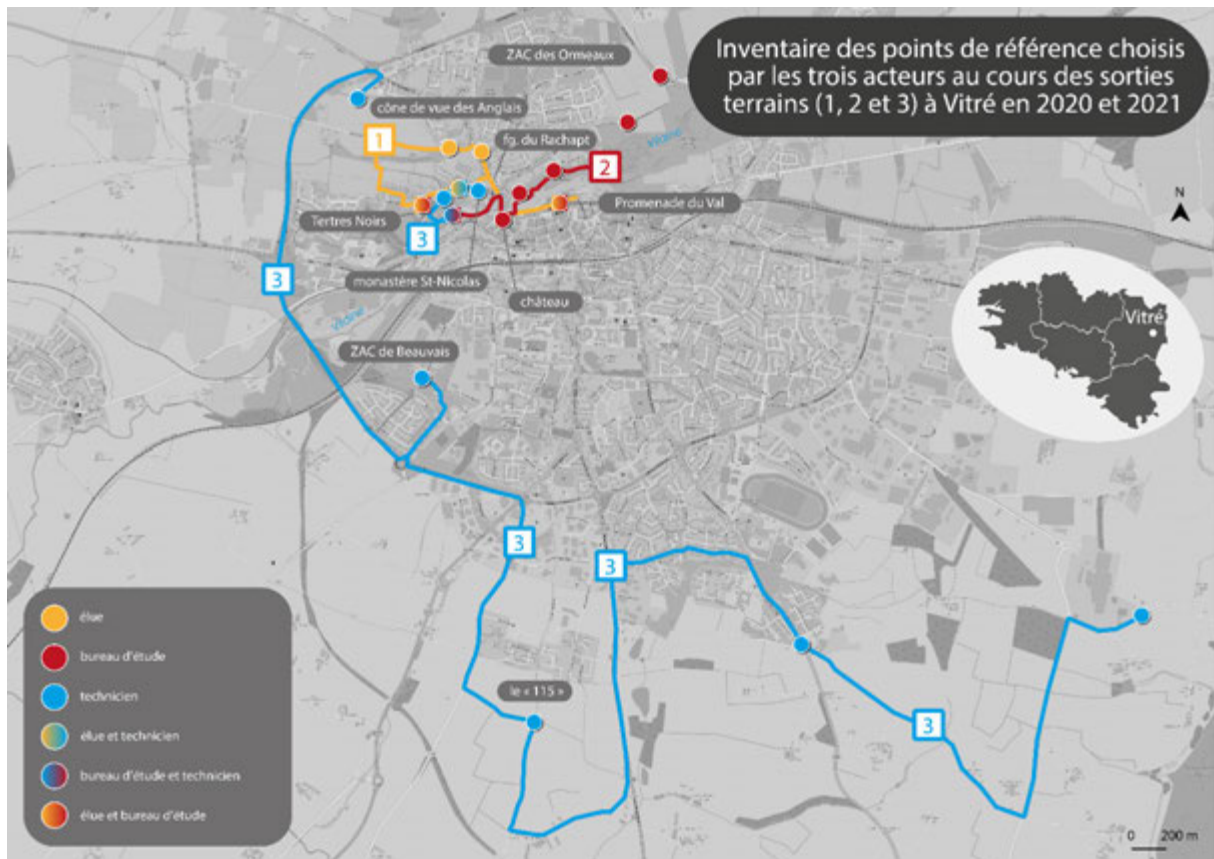 Inventaire des points de référence choisis
par les trois acteurs au cours des sorties
terrains (1, 2 et 3) à Vitré en 2020 et 2021
ZAC des Ormeaux
cône de vue des Anglais
1
fg. du Rachapt
Vilaine
2
Promenade du Val
Tertres Noirs
3
N
3
monastère St-Nicolas
château
Vilaine
Vitré
ZAC de Beauvais
3
3
le « 115 »
3
élue
bureau d'étude
technicien
élue et technicien
bureau d'étude et technicien
élue et bureau d'étude
0 200 m